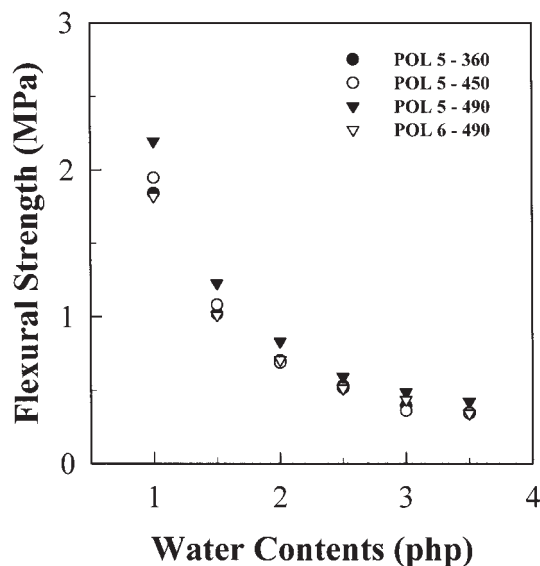 3
2
1
0
Flexural Strength (MPa)
POL 5 - 360
POL 5 - 450
POL 5 - 490
POL 6 - 490
1 2 3 4
Water Contents (php)